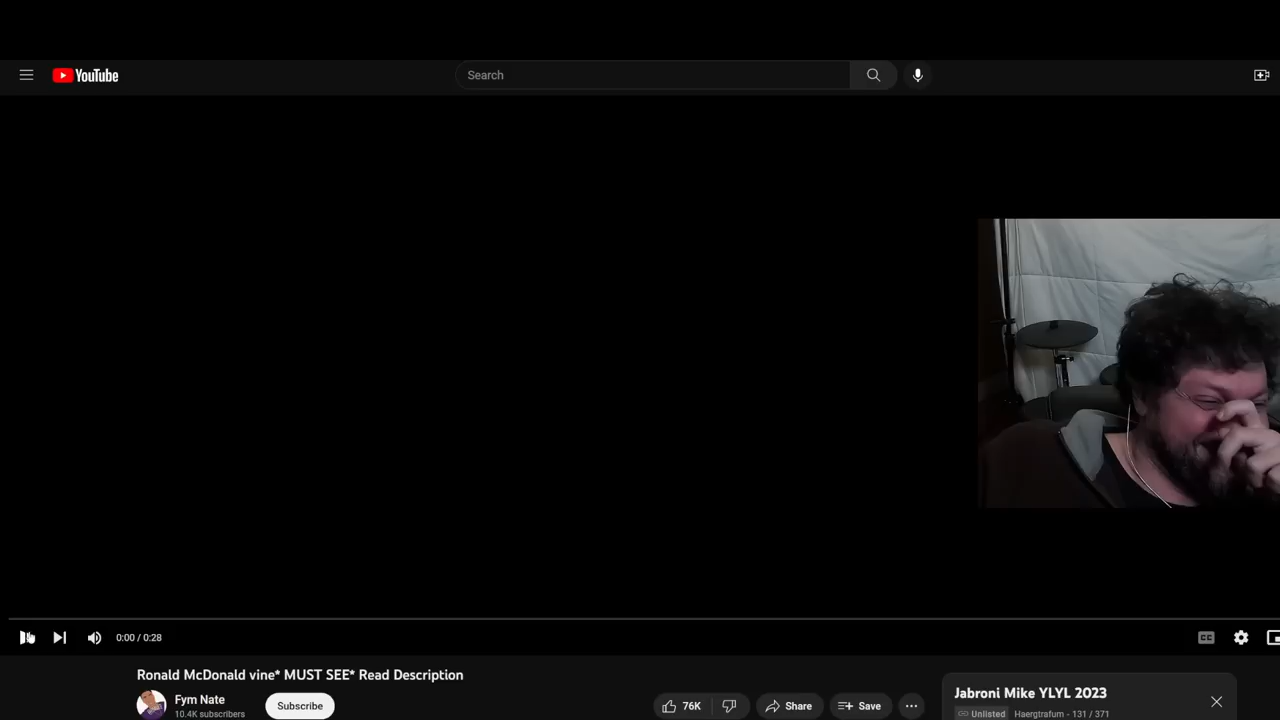 YouTube
Search
0:00 / 0:28
CC
Ronald McDonald vine* MUST SEE* Read Description
Fym Nate
10.4K subscribers
Subscribe
76K
Share
Save
Jabroni Mike YLYL 2023
Unlisted
Haergtrafum - 131 / 371